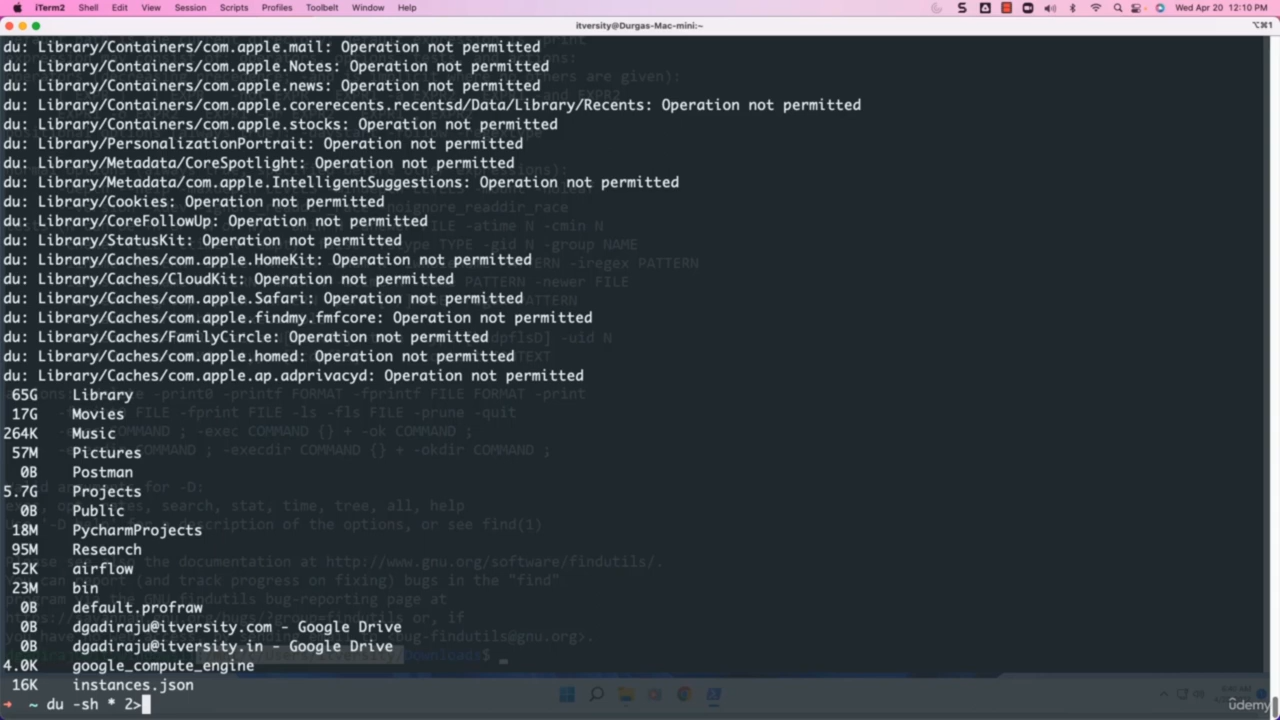 iTerm2 Shell Edit View Session Scripts Profiles Toolbelt Window Help Wed Apr 20 12:10 PM
itversity@Durgas-Mac-mini:~ ⌥⌘1
du: Library/Containers/com.apple.mail: Operation not permitted
du: Library/Containers/com.apple.Notes: Operation not permitted
du: Library/Containers/com.apple.news: Operation not permitted
du: Library/Containers/com.apple.corerecents.recentsd/Data/Library/Recents: Operation not permitted
du: Library/Containers/com.apple.stocks: Operation not permitted
du: Library/PersonalizationPortrait: Operation not permitted
du: Library/Metadata/CoreSpotlight: Operation not permitted
du: Library/Metadata/com.apple.IntelligentSuggestions: Operation not permitted
du: Library/Cookies: Operation not permitted
du: Library/CoreFollowUp: Operation not permitted
du: Library/StatusKit: Operation not permitted
du: Library/Caches/com.apple.HomeKit: Operation not permitted
du: Library/Caches/CloudKit: Operation not permitted
du: Library/Caches/com.apple.Safari: Operation not permitted
du: Library/Caches/com.apple.findmy.fmfcore: Operation not permitted
du: Library/Caches/FamilyCircle: Operation not permitted
du: Library/Caches/com.apple.homed: Operation not permitted
du: Library/Caches/com.apple.ap.adprivacyd: Operation not permitted
65G Library
17G Movies
264K Music
57M Pictures
0B Postman
5.7G Projects
0B Public
18M PycharmProjects
95M Research
52K airflow
23M bin
0B default.profraw
0B dgadiraju@itversity.com - Google Drive
0B dgadiraju@itversity.in - Google Drive
4.0K google_compute_engine
16K instances.json
➜ ~ du -sh * 2>
ûdemy